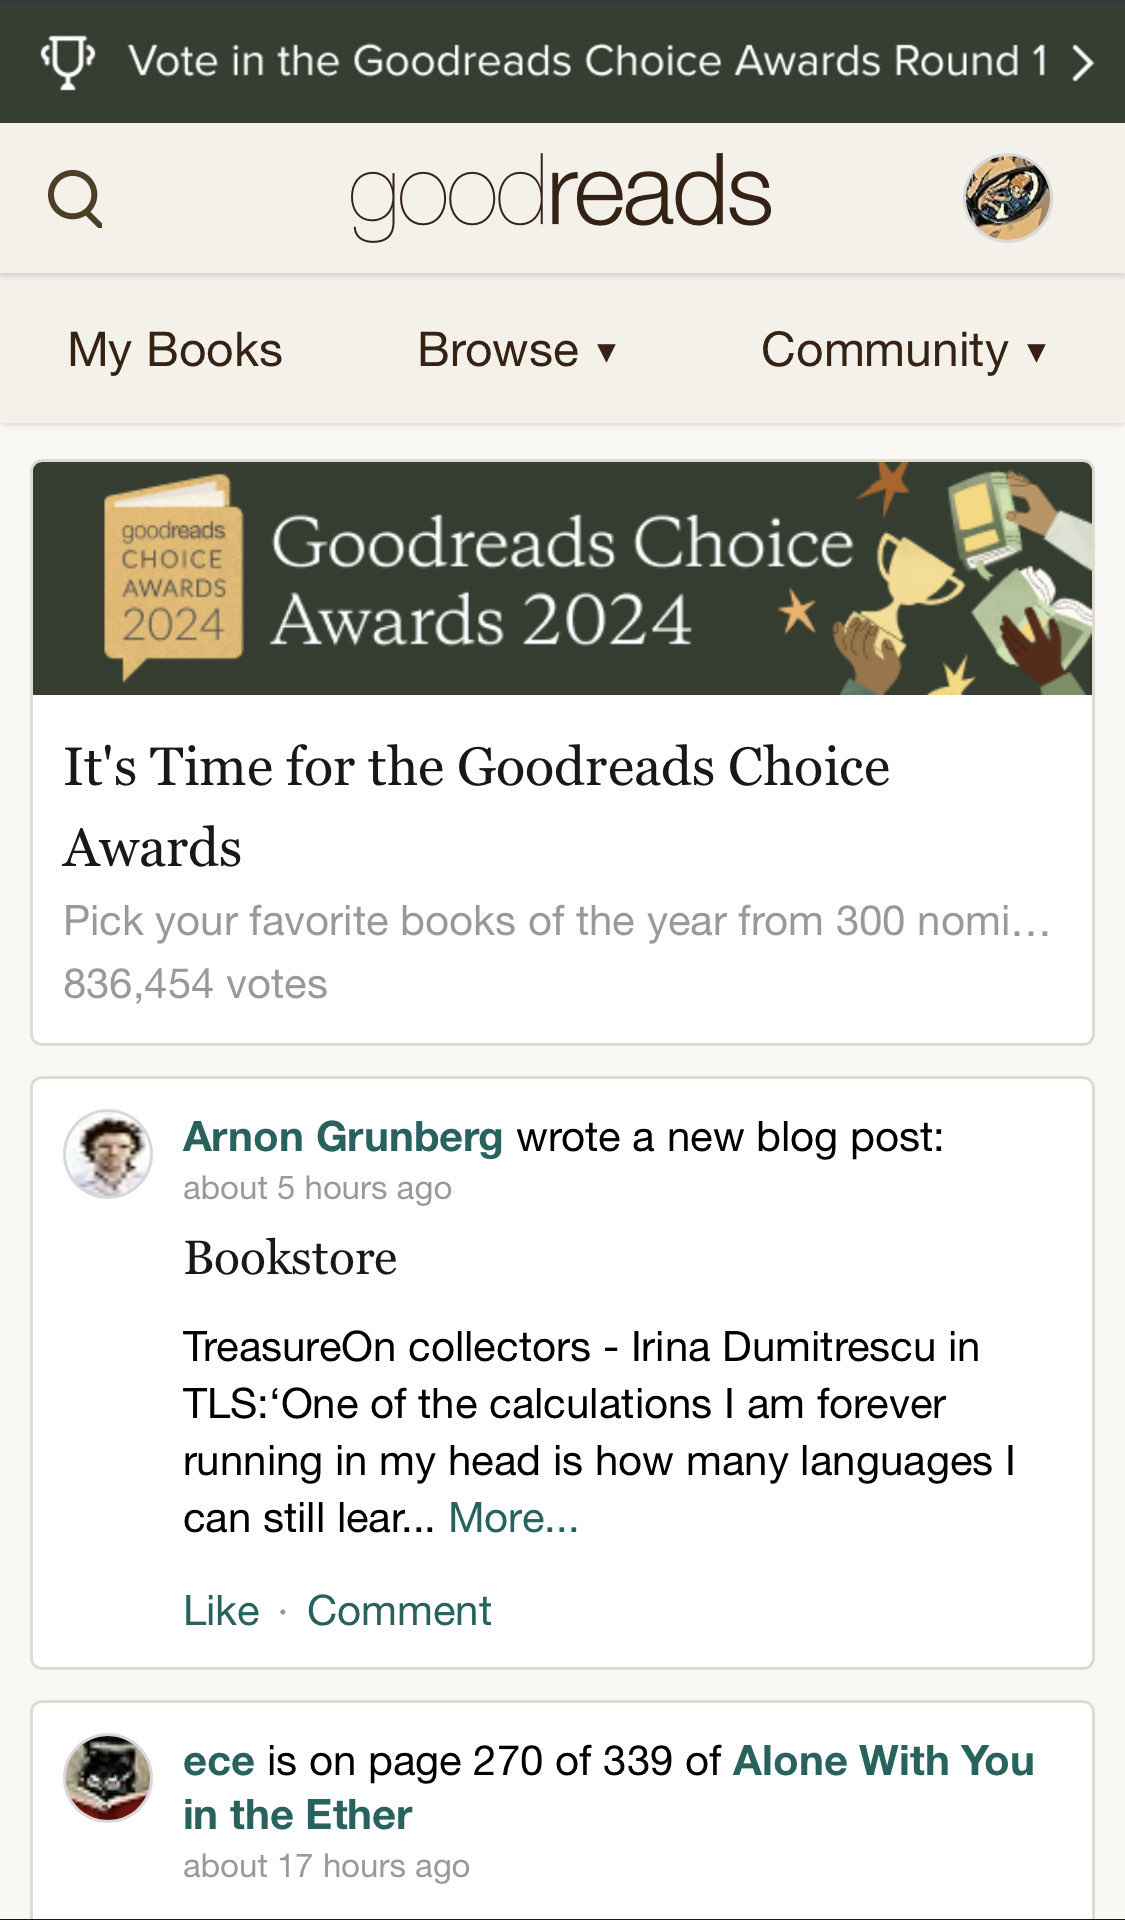 Vote in the Goodreads Choice Awards Round 1
goodreads
My Books
Browse ▼
Community ▼
goodreads
CHOICE
AWARDS
2024
Goodreads Choice
Awards 2024
It's Time for the Goodreads Choice
Awards
Pick your favorite books of the year from 300 nomi...
836,454 votes
Arnon Grunberg wrote a new blog post:
about 5 hours ago
Bookstore
TreasureOn collectors - Irina Dumitrescu in
TLS:‘One of the calculations I am forever
running in my head is how many languages I
can still lear... More...
Like · Comment
ece is on page 270 of 339 of Alone With You
in the Ether
about 17 hours ago